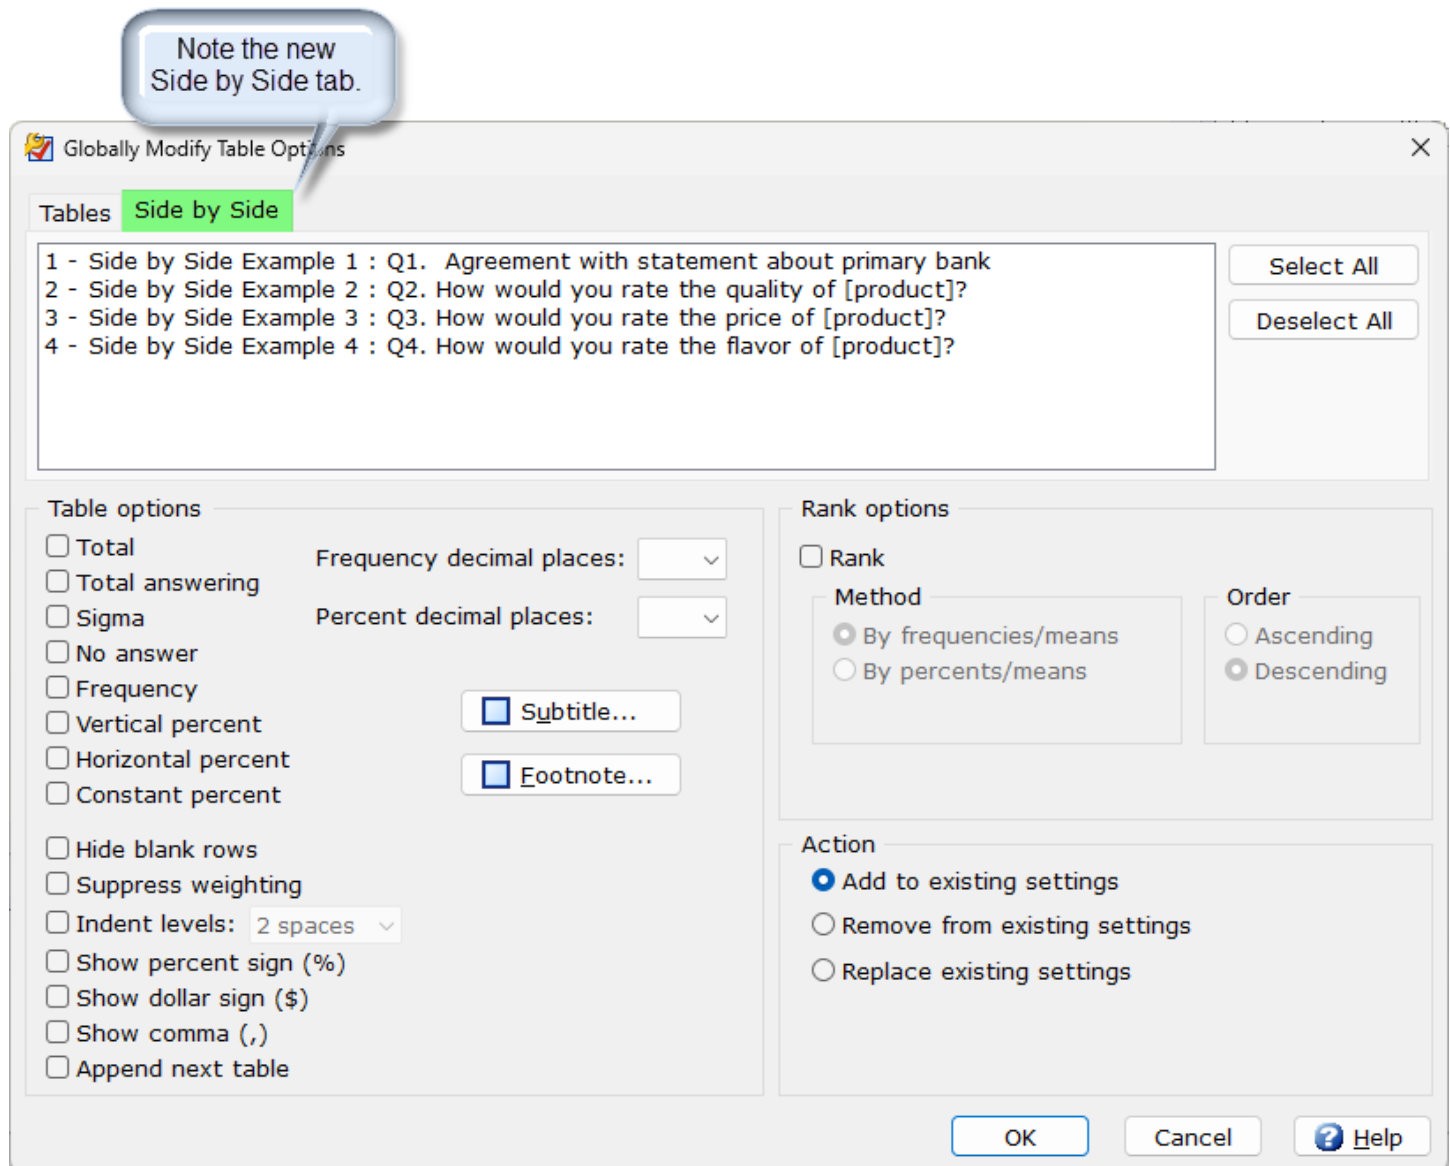 Note the new
Side by Side tab.
Globally Modify Table Options
Tables
Side by Side
1 - Side by Side Example 1 : Q1.  Agreement with statement about primary bank
2 - Side by Side Example 2 : Q2. How would you rate the quality of [product]?
3 - Side by Side Example 3 : Q3. How would you rate the price of [product]?
4 - Side by Side Example 4 : Q4. How would you rate the flavor of [product]?
Select All
Deselect All
Table options
Total
Total answering
Sigma
No answer
Frequency
Vertical percent
Horizontal percent
Constant percent
Frequency decimal places:
Percent decimal places:
Subtitle...
Footnote...
Hide blank rows
Suppress weighting
Indent levels: 2 spaces
Show percent sign (%)
Show dollar sign ($)
Show comma (,)
Append next table
Rank options
Rank
Method
By frequencies/means
By percents/means
Order
Ascending
Descending
Action
Add to existing settings
Remove from existing settings
Replace existing settings
OK
Cancel
Help